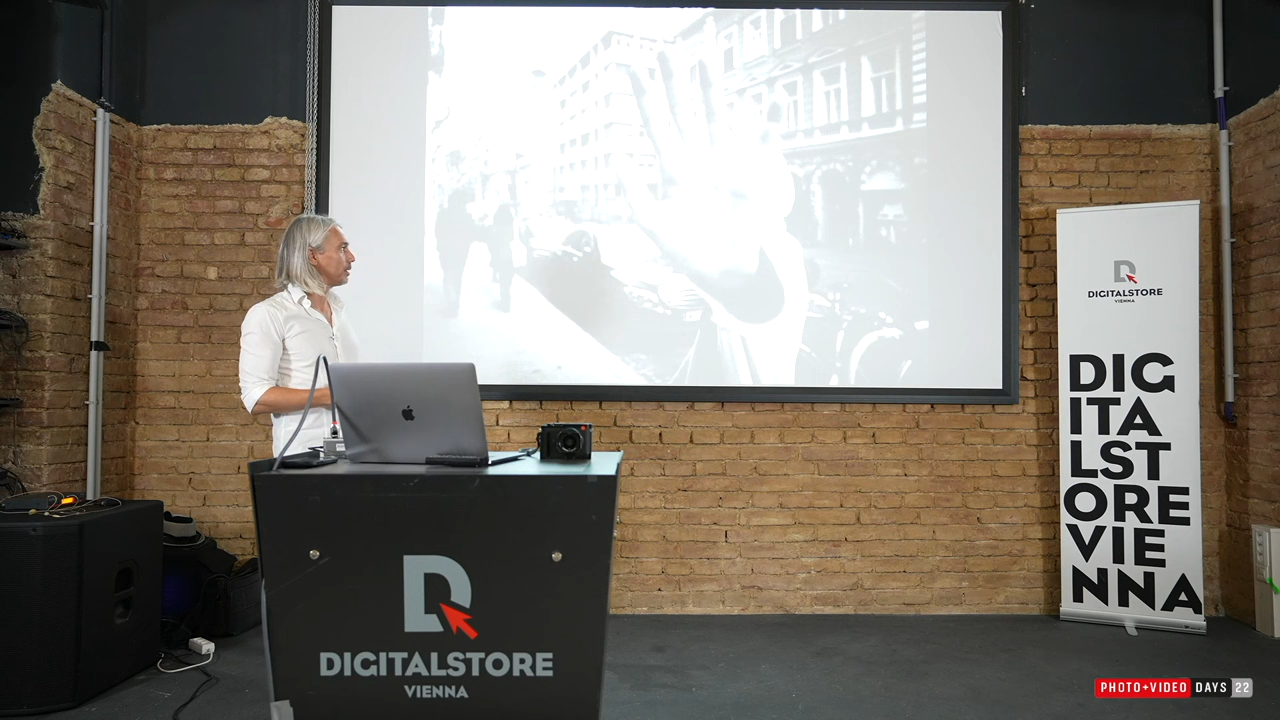 DIGITALSTORE
VIENNA
DIG
ITA
LST
ORE
VIE
NNA
DIGITALSTORE
VIENNA
PHOTO+VIDEO DAYS 22